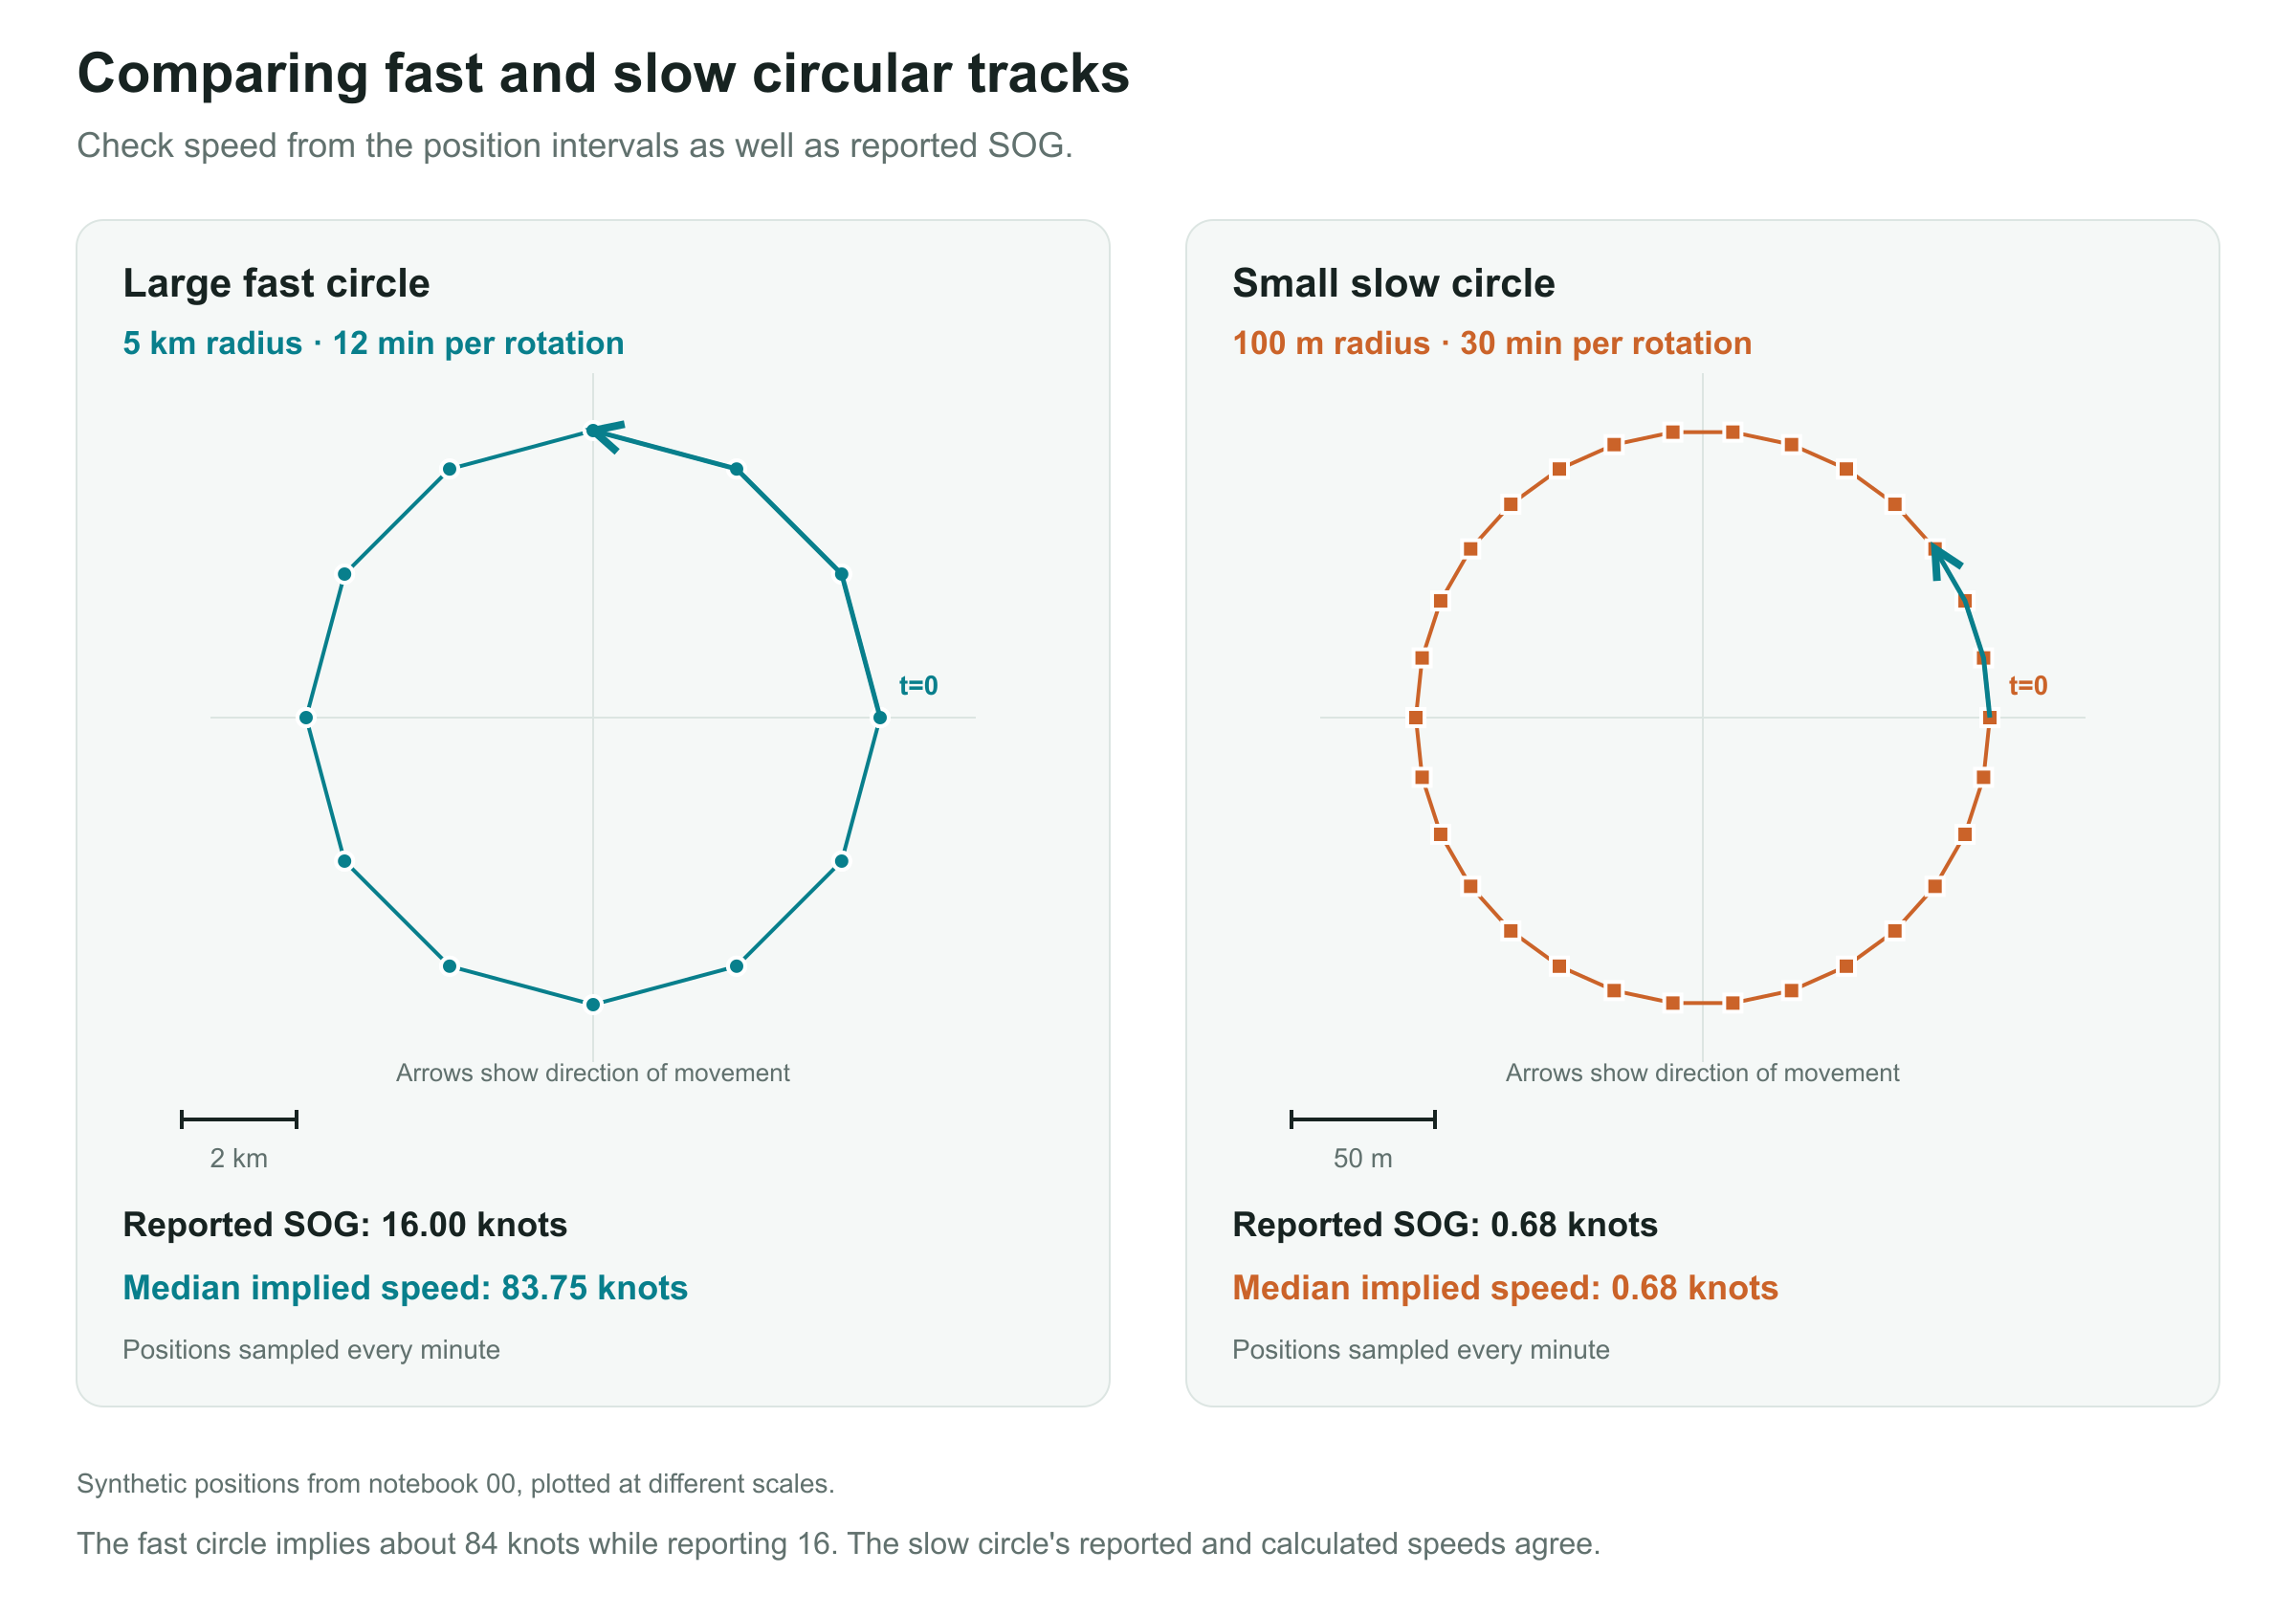 Comparing fast and slow circular tracks
Check speed from the position intervals as well as reported SOG.
Large fast circle
5 km radius · 12 min per rotation
t=0
Arrows show direction of movement
2 km
Reported SOG: 16.00 knots
Median implied speed: 83.75 knots
Positions sampled every minute
Small slow circle
100 m radius · 30 min per rotation
t=0
Arrows show direction of movement
50 m
Reported SOG: 0.68 knots
Median implied speed: 0.68 knots
Positions sampled every minute
Synthetic positions from notebook 00, plotted at different scales.
The fast circle implies about 84 knots while reporting 16. The slow circle's reported and calculated speeds agree.